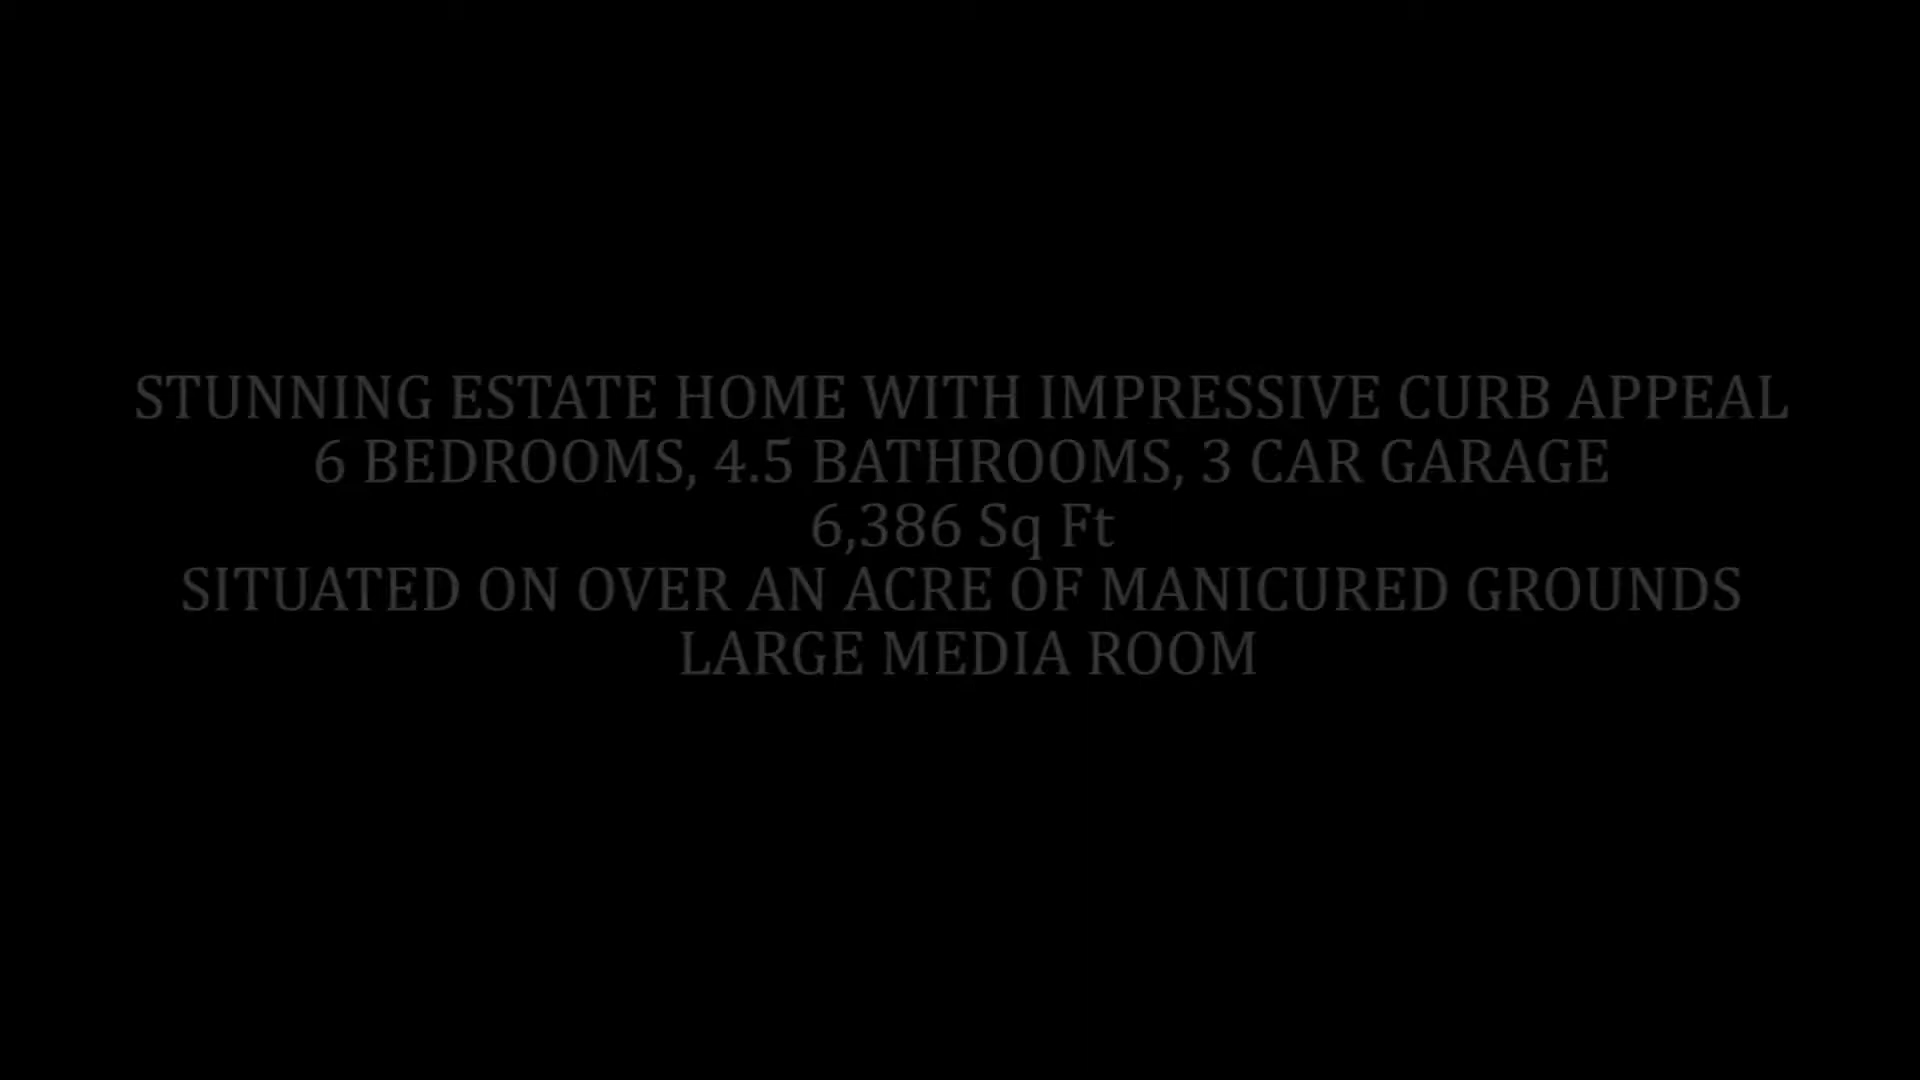 STUNNING ESTATE HOME WITH IMPRESSIVE CURB APPEAL
6 BEDROOMS, 4.5 BATHROOMS, 3 CAR GARAGE
6,386 Sq Ft
SITUATED ON OVER AN ACRE OF MANICURED GROUNDS
LARGE MEDIA ROOM